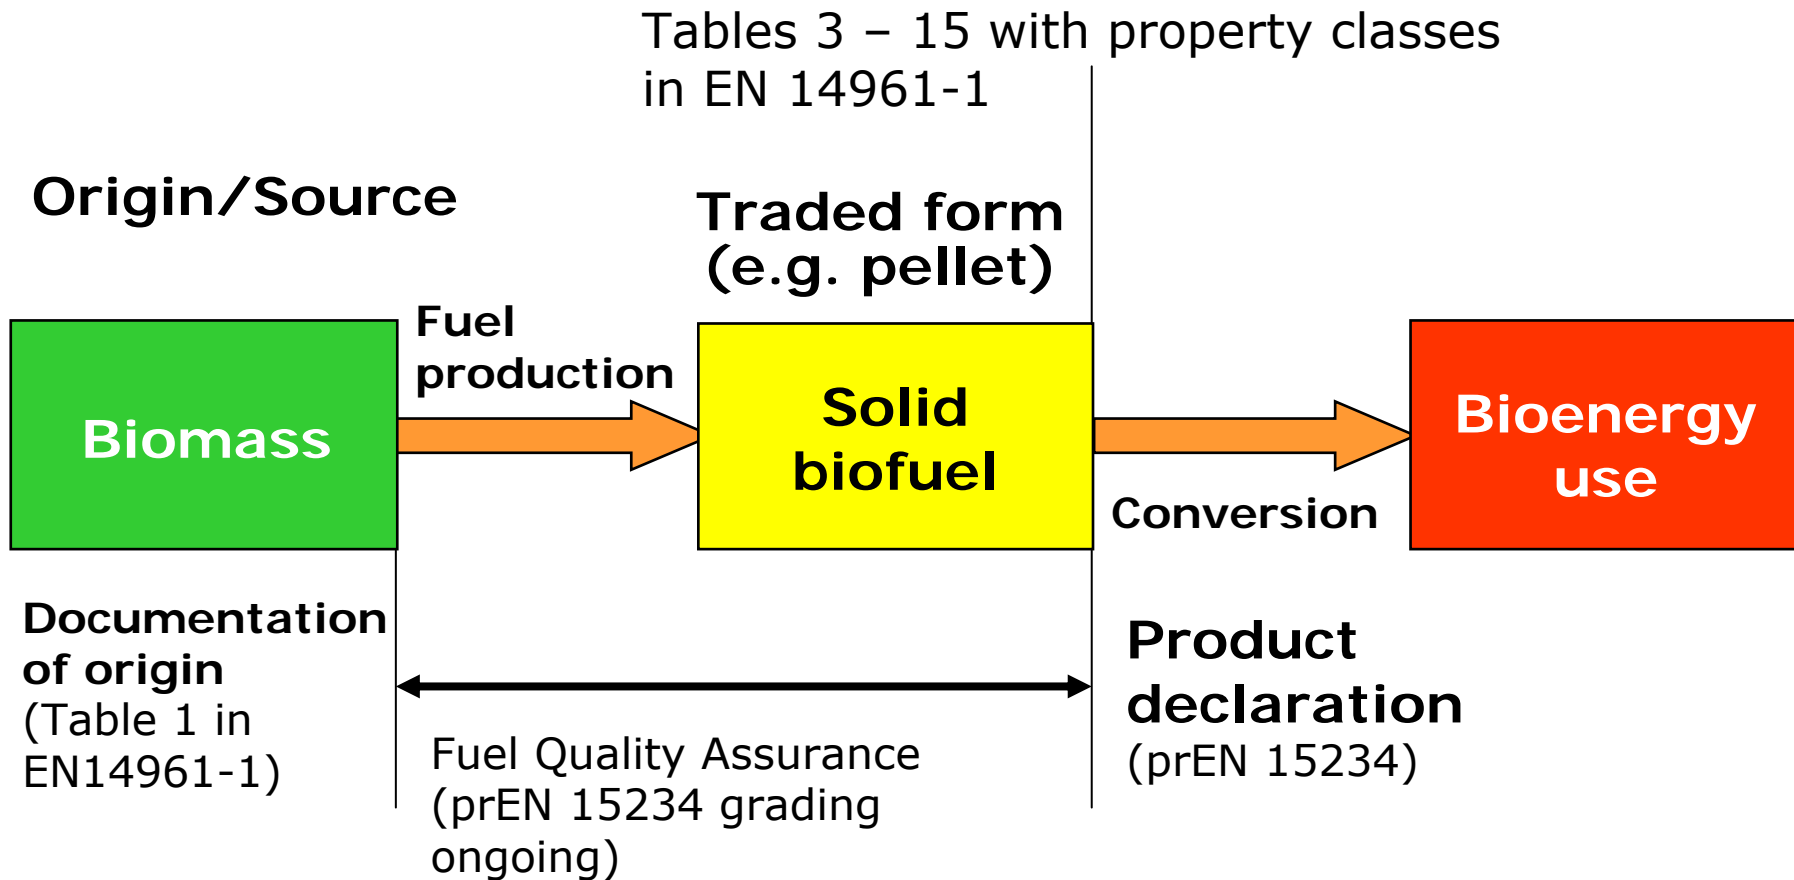 Tables 3 – 15 with property classes
in EN 14961-1
Origin/Source
Traded form
(e.g. pellet)
Fuel
production
Biomass
Solid
biofuel
Bioenergy
use
Conversion
Documentation
of origin
(Table 1 in
EN14961-1)
Fuel Quality Assurance
(prEN 15234 grading
ongoing)
Product
declaration
(prEN 15234)